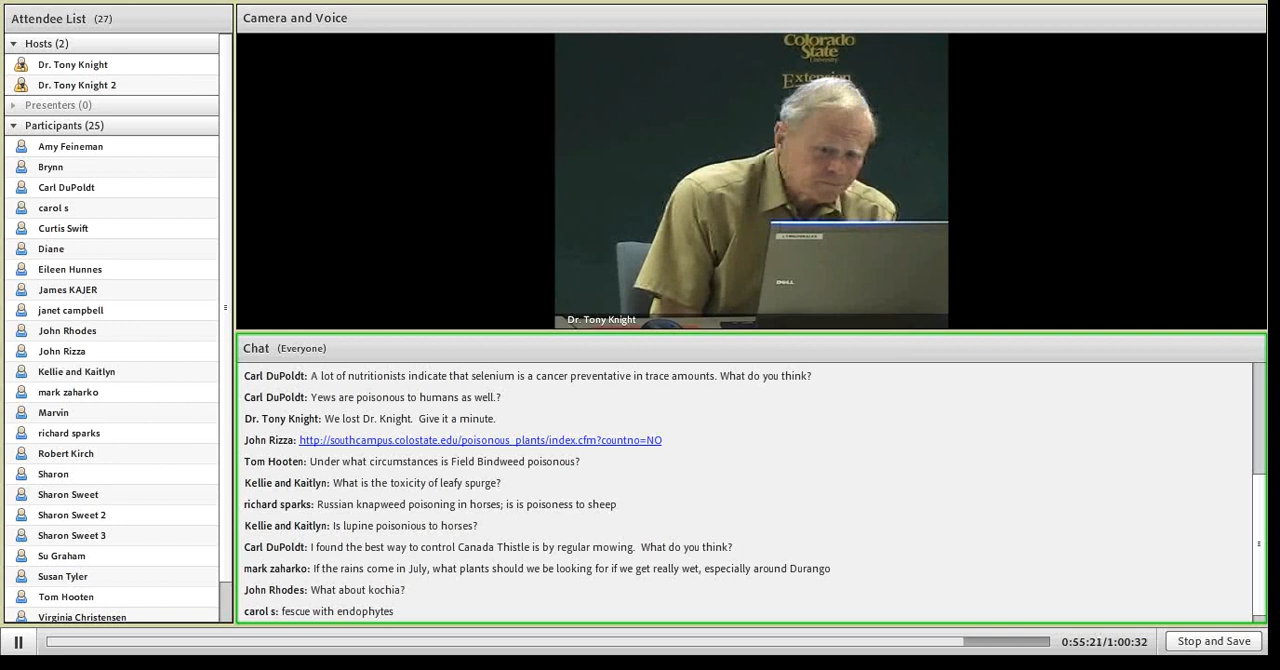 Attendee List (27)
Hosts (2)
Dr. Tony Knight
Dr. Tony Knight 2
Presenters (0)
Participants (25)
Amy Feineman
Brynn
Carl DuPoldt
carol s
Curtis Swift
Diane
Eileen Hunnes
James KAJER
janet campbell
John Rhodes
John Rizza
Kellie and Kaitlyn
mark zaharko
Marvin
richard sparks
Robert Kirch
Sharon
Sharon Sweet
Sharon Sweet 2
Sharon Sweet 3
Su Graham
Susan Tyler
Tom Hooten
Virginia Christensen
Camera and Voice
Colorado
State
University
Extension
DELL
Dr. Tony Knight
Chat (Everyone)
Carl DuPoldt: A lot of nutritionists indicate that selenium is a cancer preventative in trace amounts. What do you think?
Carl DuPoldt: Yews are poisonous to humans as well.?
Dr. Tony Knight: We lost Dr. Knight. Give it a minute.
John Rizza: http://southcampus.colostate.edu/poisonous_plants/index.cfm?countno=NO
Tom Hooten: Under what circumstances is Field Bindweed poisonous?
Kellie and Kaitlyn: What is the toxicity of leafy spurge?
richard sparks: Russian knapweed poisoning in horses; is is poisoness to sheep
Kellie and Kaitlyn: Is lupine poisonious to horses?
Carl DuPoldt: I found the best way to control Canada Thistle is by regular mowing. What do you think?
mark zaharko: If the rains come in July, what plants should we be looking for if we get really wet, especially around Durango
John Rhodes: What about kochia?
carol s: fescue with endophytes
0:55:21/1:00:32
Stop and Save